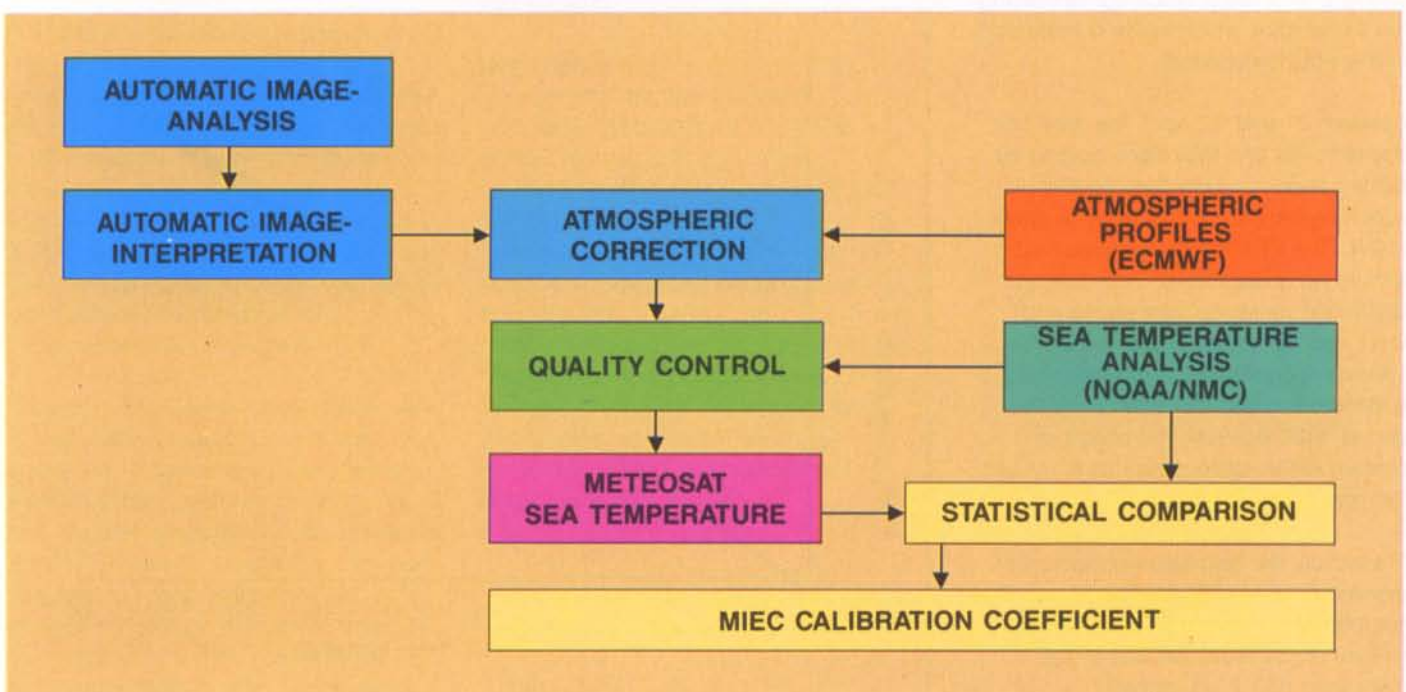 AUTOMATIC IMAGE-
ANALYSIS
AUTOMATIC IMAGE-
INTERPRETATION
ATMOSPHERIC
CORRECTION
ATMOSPHERIC
PROFILES
(ECMWF)
QUALITY CONTROL
SEA TEMPERATURE
ANALYSIS
(NOAA/NMC)
METEOSAT
SEA TEMPERATURE
STATISTICAL COMPARISON
MIEC CALIBRATION COEFFICIENT